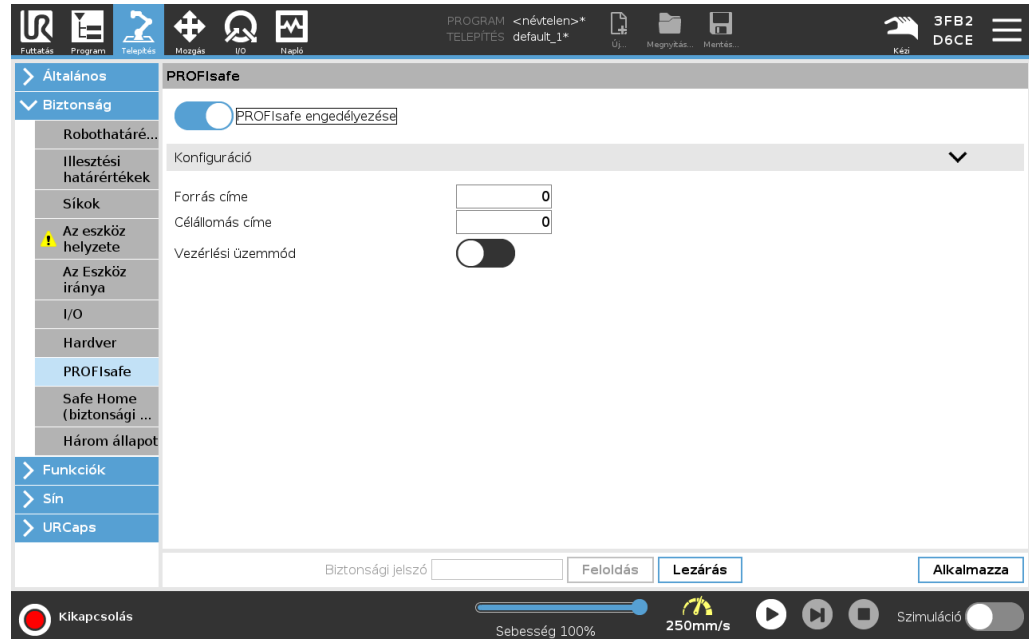 PROGRAM <névtelen>*
TELEPÍTÉS default_1*
3FB2
D6CE
Futtatás Program Telepítés Mozgás I/O Napló Új... Megnyitás... Mentés... Kézi
Általános
PROFIsafe
Biztonság
PROFIsafe engedélyezése
Robothatáré...
Illesztési
határértékek
Konfiguráció
Síkok
Forrás címe 0
Célállomás címe 0
Az eszköz
helyzete
Vezérlési üzemmód
Az Eszköz
iránya
I/O
Hardver
PROFIsafe
Safe Home
(biztonsági ...
Három állapot
Funkciók
Sín
URCaps
Biztonsági jelszó Feloldás Lezárás Alkalmazza
Kikapcsolás
Sebesség 100%
250mm/s
Szimuláció